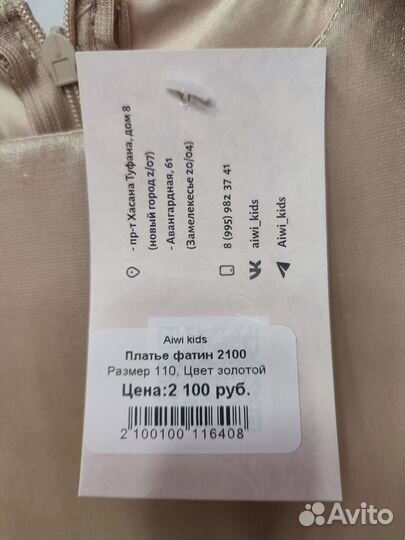 - пр-т Хасана Туфана, дом 8
(новый город 2/07)
- Авангардная, 61
(Замелекесье 20/04)
8 (995) 982 37 41
aiwi_kids
Aiwi_kids
Aiwi kids
Платье фатин 2100
Размер 110, Цвет золотой
Цена:2 100 руб.
2 100100 116408
Avito